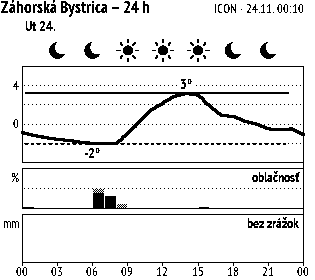 Záhorská Bystrica – 24 h
ICON · 24.11. 00:10
Ut 24.
4
3°
0
-2°
%
oblačnosť
mm
bez zrážok
00 03 06 09 12 15 18 21 00